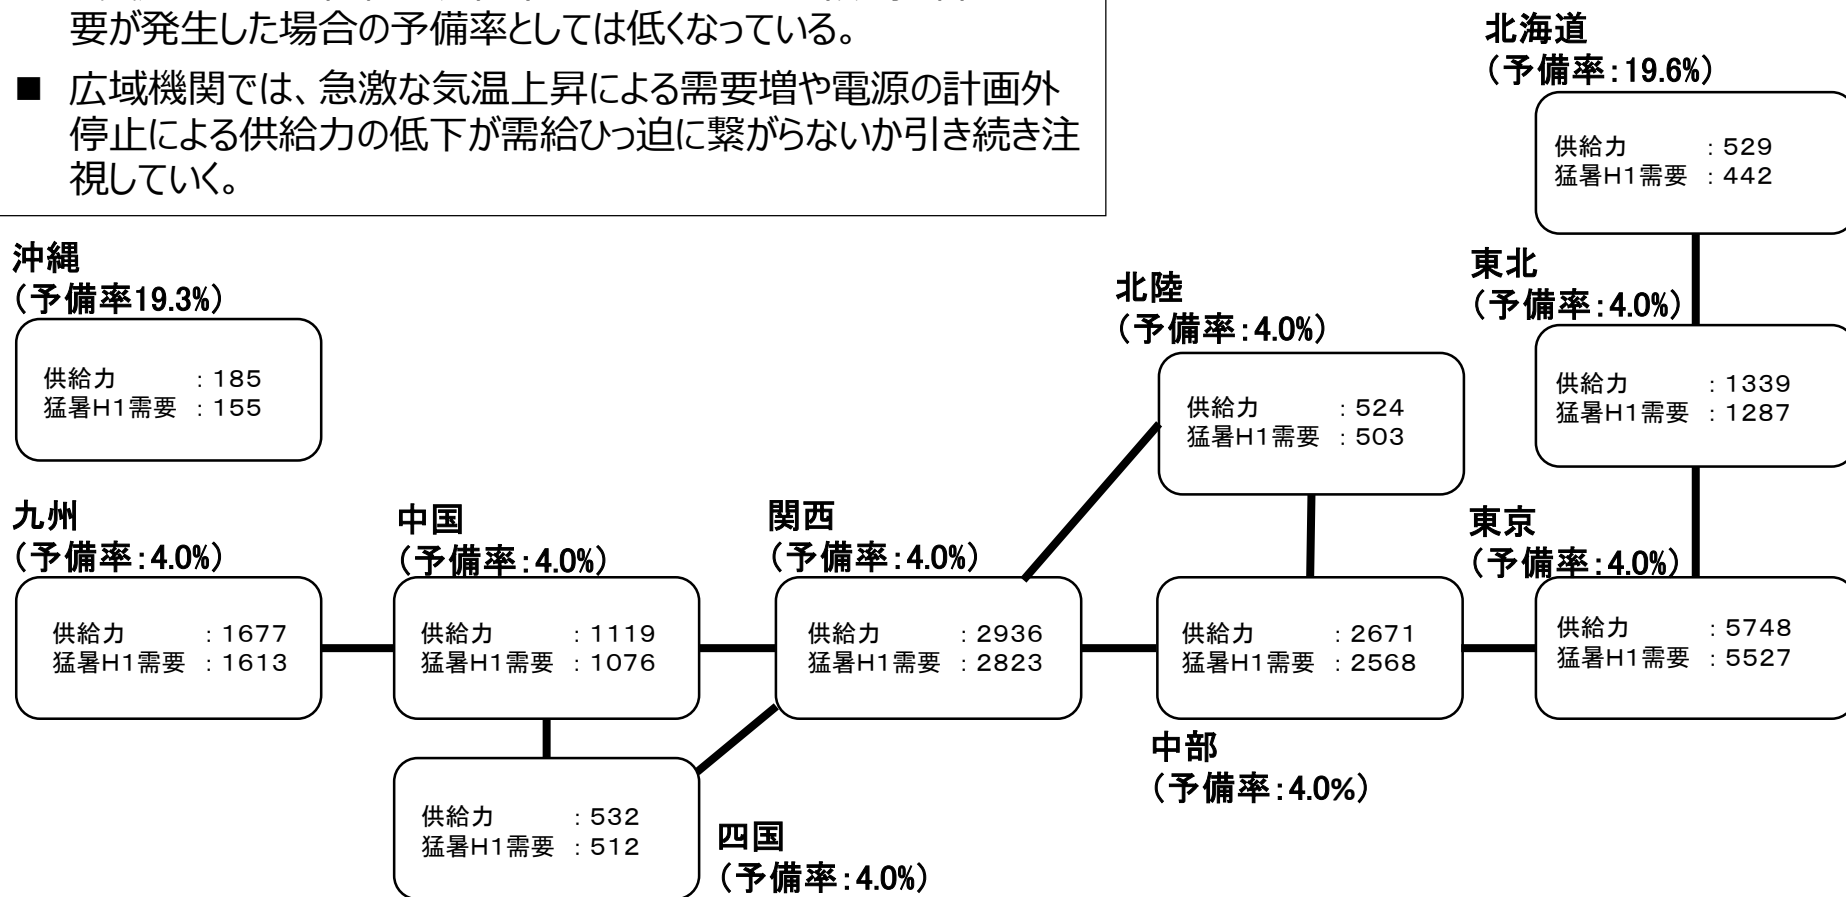 要が発生した場合の予備率としては低くなっている。
■ 広域機関では、急激な気温上昇による需要増や電源の計画外
停止による供給力の低下が需給ひっ迫に繋がらないか引き続き注
視していく。
北海道
（予備率：19.6%）
供給力 ：529
猛暑H1需要 ：442
沖縄
（予備率19.3%）
供給力 ：185
猛暑H1需要 ：155
北陸
（予備率：4.0%）
供給力 ：524
猛暑H1需要 ：503
東北
（予備率：4.0%）
供給力 ：1339
猛暑H1需要 ：1287
九州
（予備率：4.0%）
供給力 ：1677
猛暑H1需要 ：1613
中国
（予備率：4.0%）
供給力 ：1119
猛暑H1需要 ：1076
関西
（予備率：4.0%）
供給力 ：2936
猛暑H1需要 ：2823
供給力 ：2671
猛暑H1需要 ：2568
中部
（予備率：4.0%）
東京
（予備率：4.0%）
供給力 ：5748
猛暑H1需要 ：5527
供給力 ：532
猛暑H1需要 ：512
四国
（予備率：4.0%）